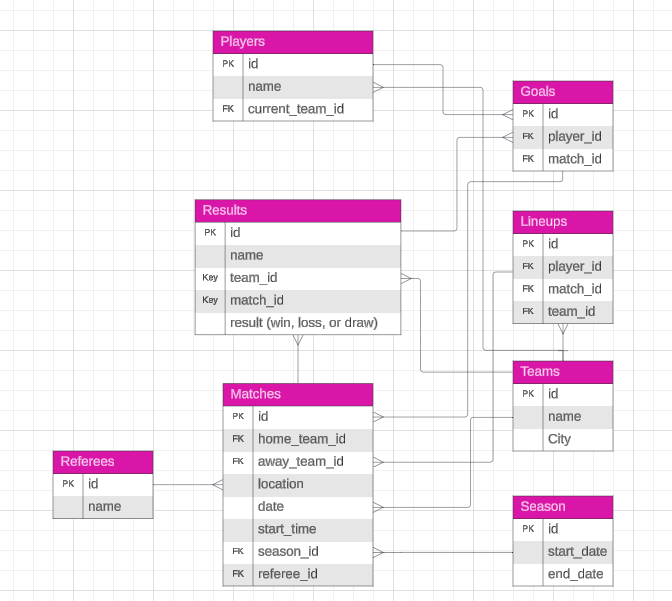 Players
PK id
name
FK current_team_id
Goals
PK id
FK player_id
FK match_id
Results
PK id
name
Key team_id
Key match_id
result (win, loss, or draw)
Lineups
PK id
FK player_id
FK match_id
FK team_id
Teams
PK id
name
City
Matches
PK id
FK home_team_id
FK away_team_id
location
date
start_time
FK season_id
FK referee_id
Referees
PK id
name
Season
PK id
start_date
end_date